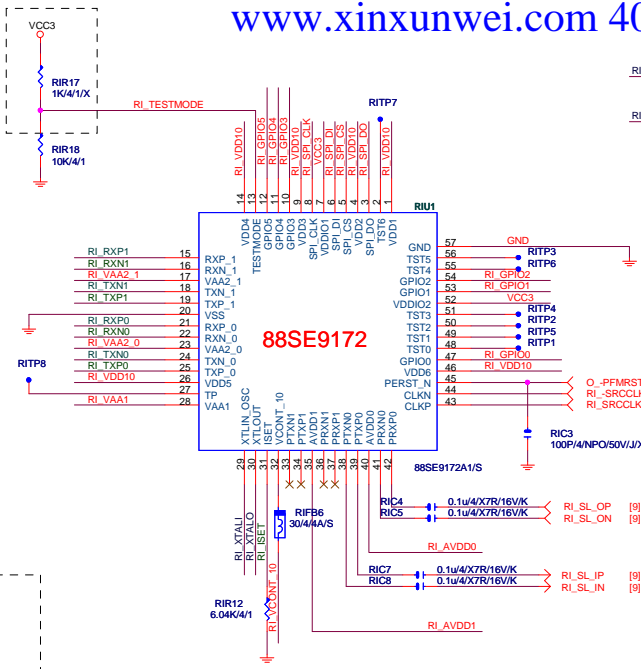 www.xinxunwei.com 40
VCC3
RIR17
1K/4/1/X
RI_TESTMODE
RIR18
10K/4/1
RITP7
RI_VDD10
RI_GPIO5
RI_GPIO4
RI_GPIO3
RI_VDD10
RI_SPI_CLK
VCC3
RI_SPI_DI
RI_SPI_CS
RI_VDD10
RI_SPI_DO
RI_VDD10
14 13 12 11 10 9 8 7 6 5 4 3 2 1
RIU1
VDD4
TESTMODE
GPIO5
GPIO4
GPIO3
VDD3
SPI_CLK
VDDIO1
SPI_DI
SPI_CS
VDD2
SPI_DO
TST6
VDD1
RI_RXP1 15 RXP_1
RI_RXN1 16 RXN_1
RI_VAA2_1 17 VAA2_1
RI_TXN1 18 TXN_1
RI_TXP1 19 TXP_1
20 VSS
RI_RXP0 21 RXP_0
RI_RXN0 22 RXN_0
RI_VAA2_0 23 VAA2_0
RI_TXN0 24 TXN_0
RI_TXP0 25 TXP_0
RI_VDD10 26 VDD5
RITP8
27 TP
RI_VAA1 28 VAA1
88SE9172
GND 57 GND
TST5 56 RITP3
TST4 55 RITP6
GPIO2 54 RI_GPIO2
GPIO1 53 RI_GPIO1
VDDIO2 52 VCC3
TST3 51 RITP4
TST2 50 RITP2
TST1 49 RITP5
TST0 48 RITP1
GPIO0 47 RI_GPIO0
VDD6 46 RI_VDD10
PERST_N 45 O_-PFMRST
CLKN 44 RI_-SRCCLK
CLKP 43 RI_SRCCLK
XTLIN_OSC
XTLOUT
ISET
VCONT_10
PTXN1
PTXP1
AVDD1
PRXN1
PRXP1
PTXN0
PTXP0
AVDD0
PRXN0
PRXP0
29 30 31 32 33 34 35 36 37 38 39 40 41 42
88SE9172A1/S
RIC3
100P/4/NPO/50V/J/X
RI_XTALI
RI_XTALO
RI_ISET
RIFB6
30/4/4A/S
RI_VCONT_10
RIR12
6.04K/4/1
RIC4 0.1u/4/X7R/16V/K RI_SL_OP [9]
RIC5 0.1u/4/X7R/16V/K RI_SL_ON [9]
RI_AVDD0
RIC7 0.1u/4/X7R/16V/K RI_SL_IP [9]
RIC8 0.1u/4/X7R/16V/K RI_SL_IN [9]
RI_AVDD1